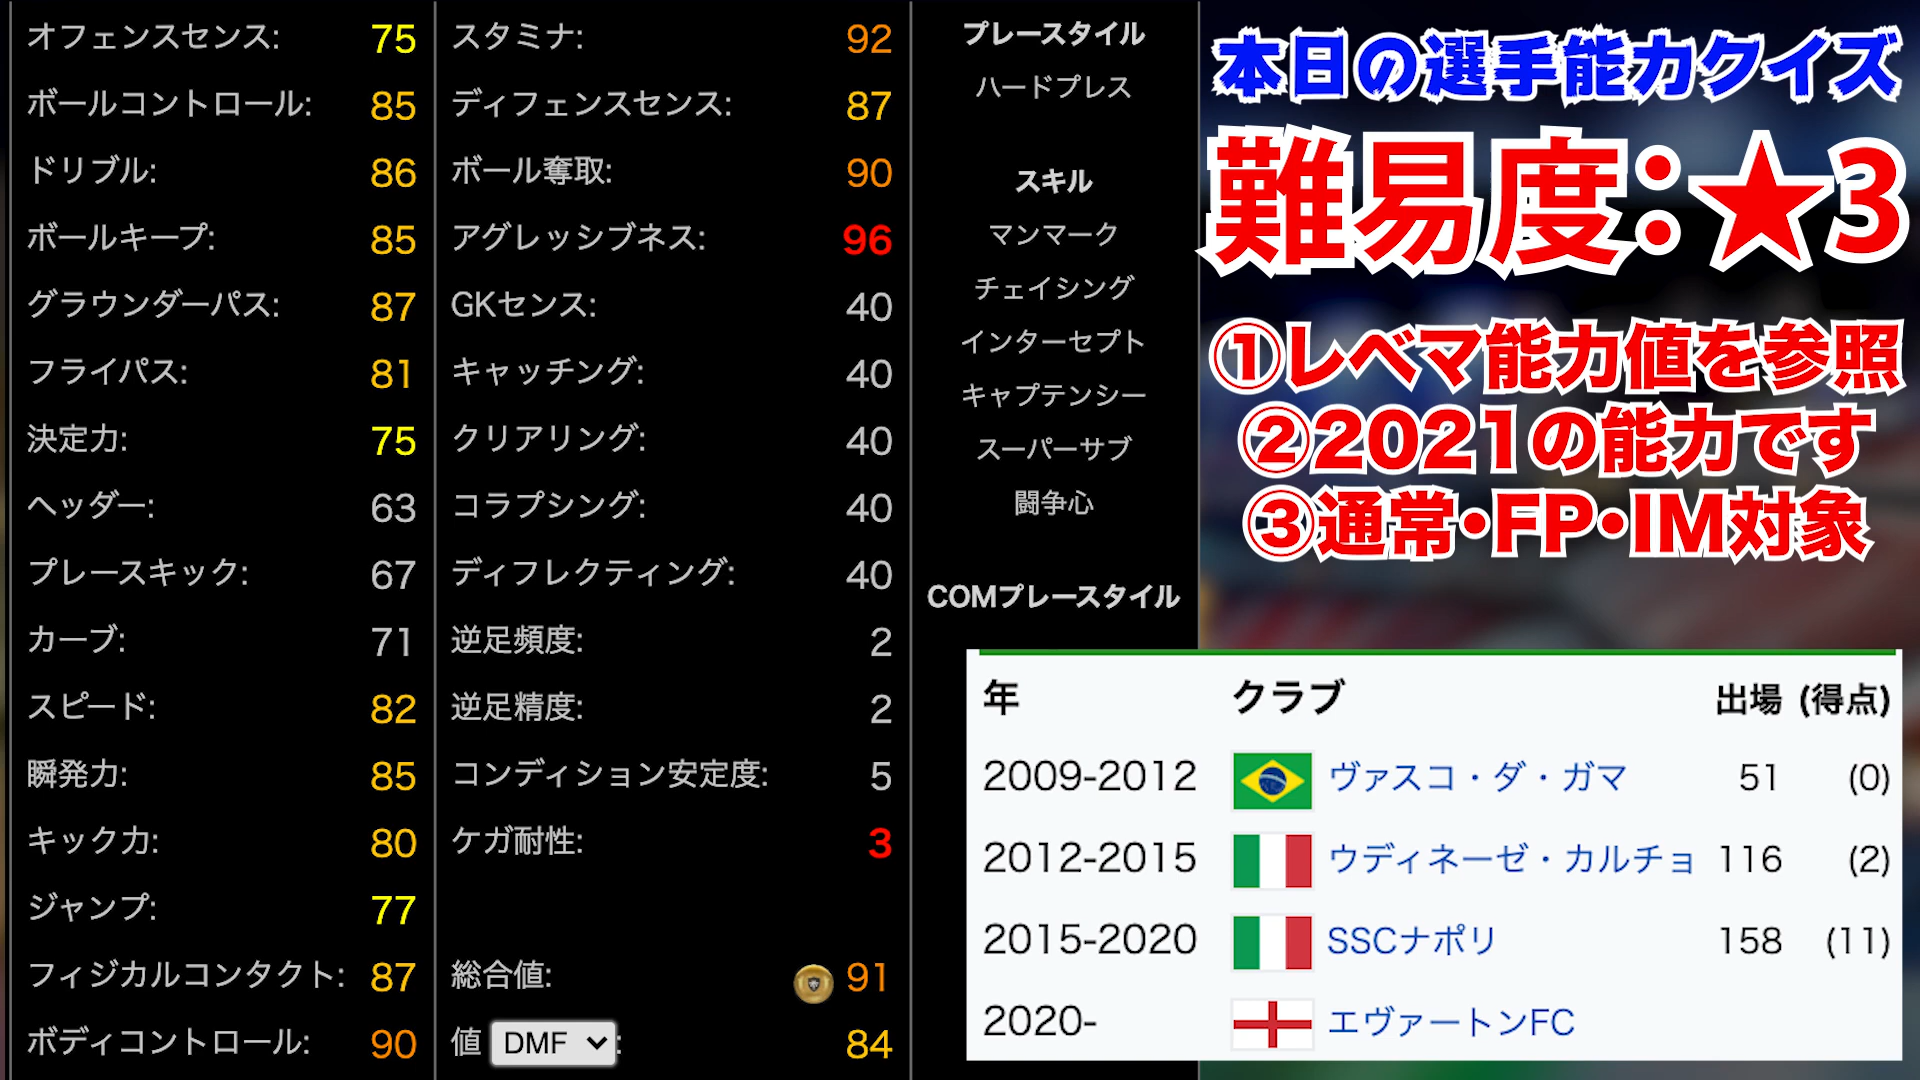 オフェンスセンス: 75
ボールコントロール: 85
ドリブル: 86
ボールキープ: 85
グラウンダーパス: 87
フライパス: 81
決定力: 75
ヘッダー: 63
プレースキック: 67
カーブ: 71
スピード: 82
瞬発力: 85
キック力: 80
ジャンプ: 77
フィジカルコンタクト: 87
ボディコントロール: 90
スタミナ: 92
ディフェンスセンス: 87
ボール奪取: 90
アグレッシブネス: 96
GKセンス: 40
キャッチング: 40
クリアリング: 40
コラプシング: 40
ディフレクティング: 40
逆足頻度: 2
逆足精度: 2
コンディション安定度: 5
ケガ耐性: 3
総合値: 91
値 DMF : 84
プレースタイル
ハードプレス
スキル
マンマーク
チェイシング
インターセプト
キャプテンシー
スーパーサブ
闘争心
COMプレースタイル
本日の選手能力クイズ
難易度:★3
①レベマ能力値を参照
②2021の能力です
③通常・FP・IM対象
年 クラブ 出場 (得点)
2009-2012 ヴァスコ・ダ・ガマ 51 (0)
2012-2015 ウディネーゼ・カルチョ 116 (2)
2015-2020 SSCナポリ 158 (11)
2020- エヴァートンFC